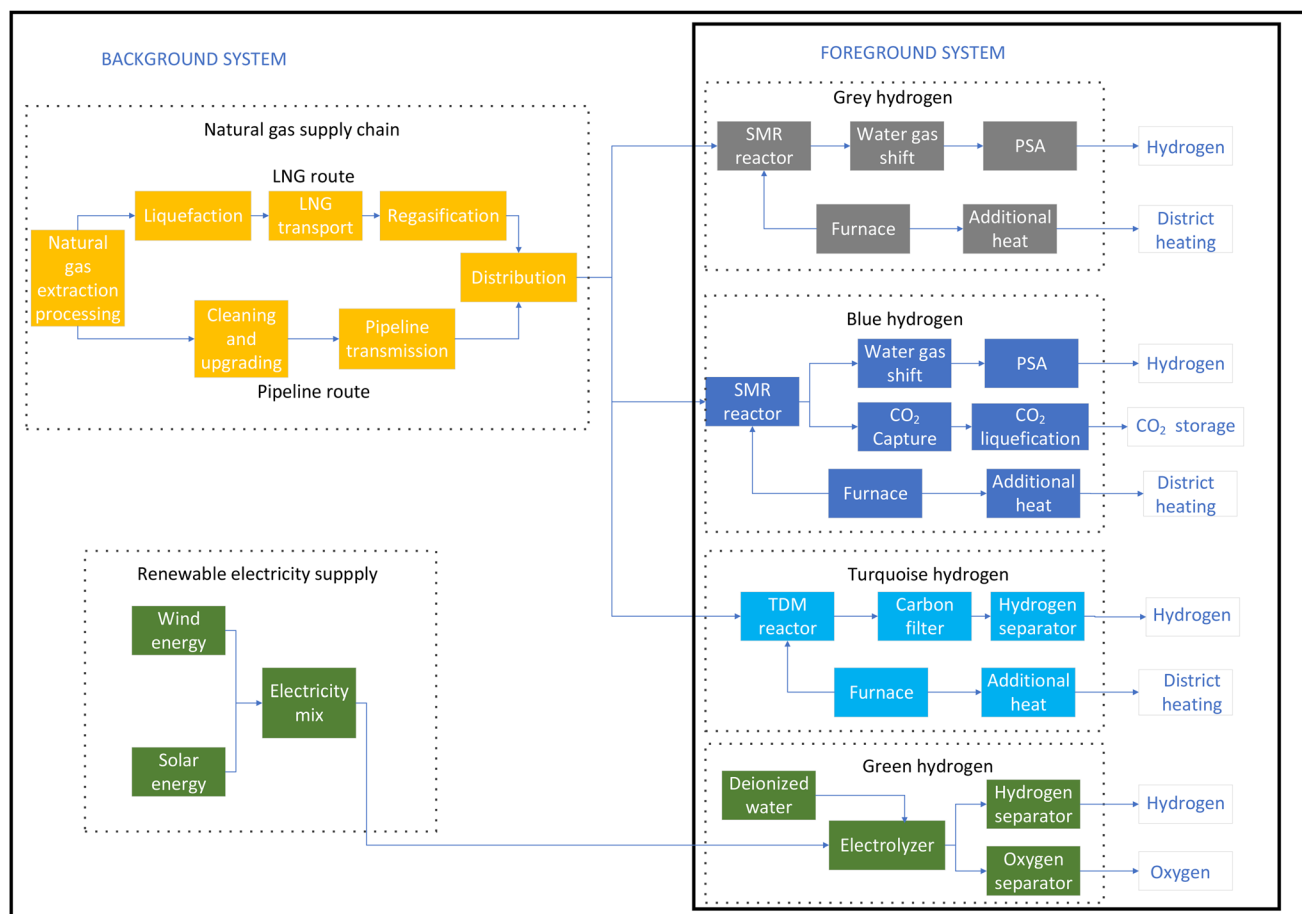 BACKGROUND SYSTEM
Natural gas supply chain
LNG route
Liquefaction
LNG
transport
Regasification
Natural
gas
extraction
processing
Distribution
Cleaning
and
upgrading
Pipeline
transmission
Pipeline route
Renewable electricity suppply
Wind
energy
Electricity
mix
Solar
energy
FOREGROUND SYSTEM
Grey hydrogen
SMR
reactor
Water gas
shift
PSA
Hydrogen
Furnace
Additional
heat
District
heating
Blue hydrogen
Water gas
shift
PSA
Hydrogen
SMR
reactor
CO₂
Capture
CO₂
liquefication
CO₂ storage
Furnace
Additional
heat
District
heating
Turquoise hydrogen
TDM
reactor
Carbon
filter
Hydrogen
separator
Hydrogen
Furnace
Additional
heat
District
heating
Green hydrogen
Deionized
water
Hydrogen
separator
Hydrogen
Electrolyzer
Oxygen
separator
Oxygen